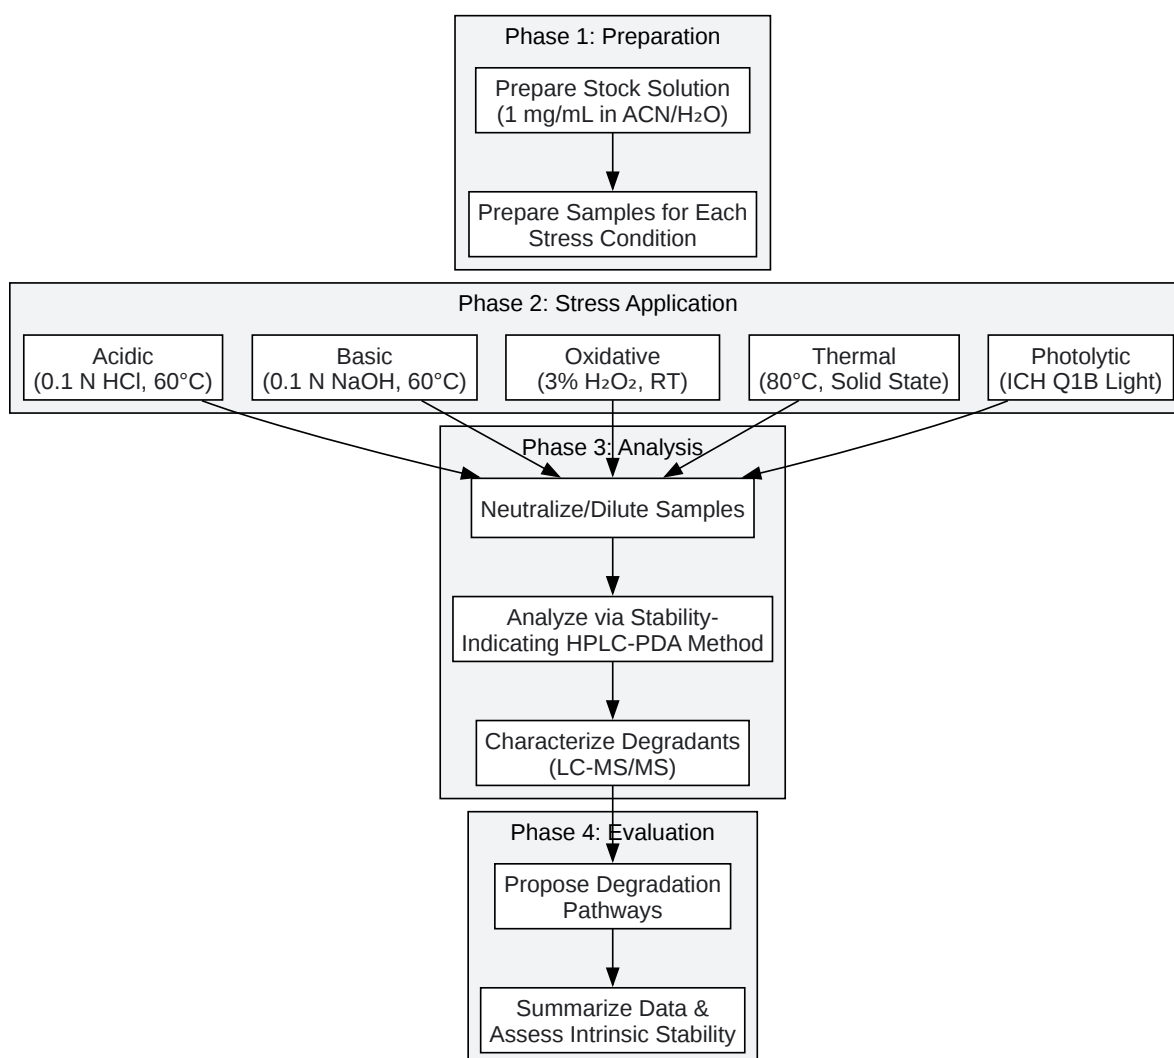 Phase 1: Preparation
Prepare Stock Solution
(1 mg/mL in ACN/H₂O)
Prepare Samples for Each
Stress Condition
Phase 2: Stress Application
Acidic
(0.1 N HCl, 60°C)
Basic
(0.1 N NaOH, 60°C)
Oxidative
(3% H₂O₂, RT)
Thermal
(80°C, Solid State)
Photolytic
(ICH Q1B Light)
Phase 3: Analysis
Neutralize/Dilute Samples
Analyze via Stability-
Indicating HPLC-PDA Method
Characterize Degradants
(LC-MS/MS)
Phase 4: Evaluation
Propose Degradation
Pathways
Summarize Data &
Assess Intrinsic Stability